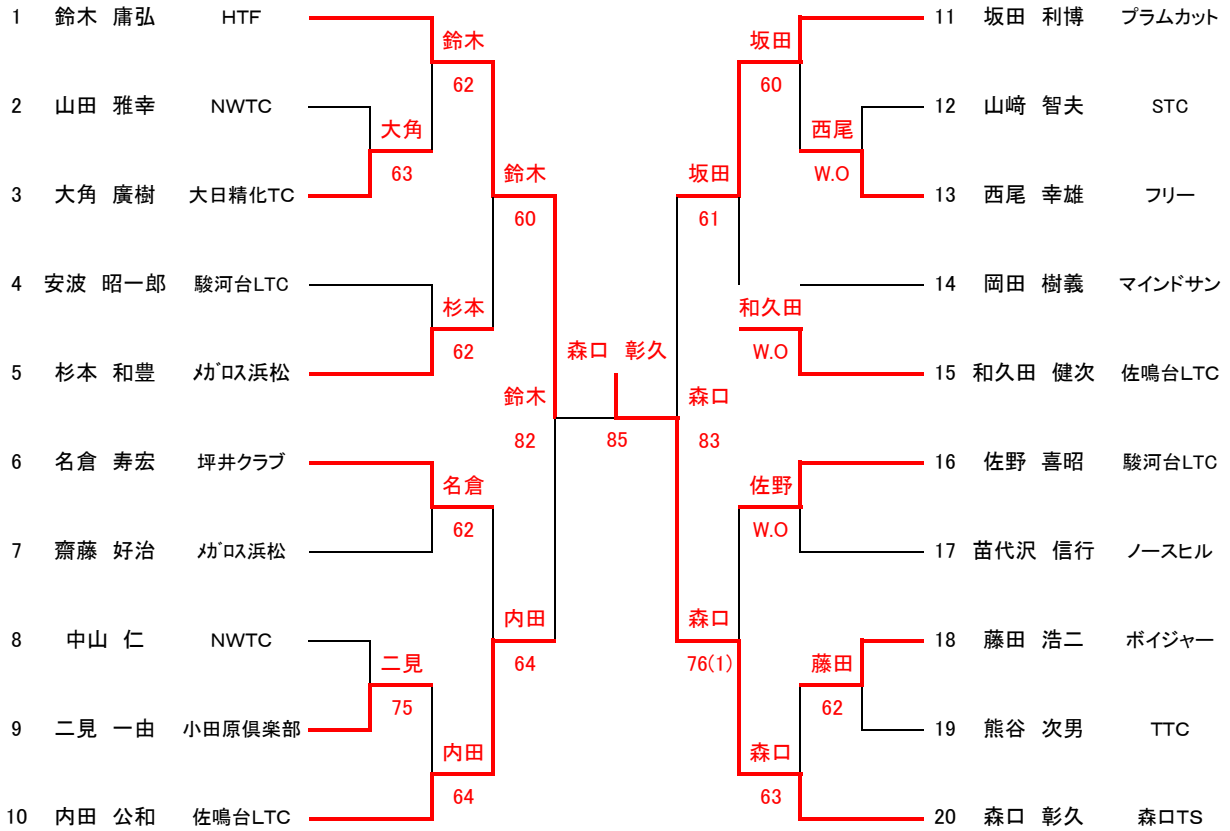 1 鈴木 庸弘 HTF
鈴木
62
2 山田 雅幸 NWTC
大角
63
3 大角 廣樹 大日精化TC
鈴木
60
4 安波 昭一郎 駿河台LTC
杉本
62
5 杉本 和豊 メガロス浜松
鈴木
82
6 名倉 寿宏 坪井クラブ
名倉
62
7 齋藤 好治 メガロス浜松
内田
64
8 中山 仁 NWTC
二見
75
9 二見 一由 小田原倶楽部
内田
64
10 内田 公和 佐鳴台LTC
森口 彰久
85
坂田
60
11 坂田 利博 プラムカット
12 山﨑 智夫 STC
西尾
W.O
13 西尾 幸雄 フリー
坂田
61
14 岡田 樹義 マインドサン
和久田
W.O
15 和久田 健次 佐鳴台LTC
森口
83
16 佐野 喜昭 駿河台LTC
佐野
W.O
17 苗代沢 信行 ノースヒル
森口
76(1)
18 藤田 浩二 ボイジャー
藤田
62
19 熊谷 次男 TTC
森口
63
20 森口 彰久 森口TS